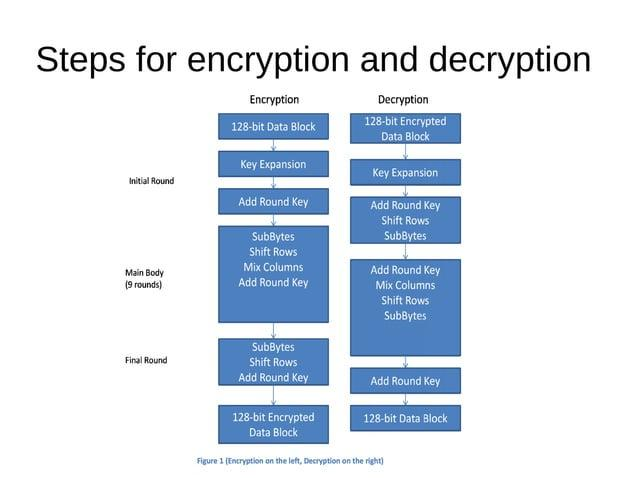 Steps for encryption and decryption
Encryption
128-bit Data Block
Key Expansion
Initial Round
Add Round Key
SubBytes
Shift Rows
Mix Columns
Add Round Key
Main Body
(9 rounds)
SubBytes
Shift Rows
Add Round Key
Final Round
128-bit Encrypted
Data Block
Decryption
128-bit Encrypted
Data Block
Key Expansion
Add Round Key
Shift Rows
SubBytes
Add Round Key
Mix Columns
Shift Rows
SubBytes
Add Round Key
128-bit Data Block
Figure 1 (Encryption on the left, Decryption on the right)